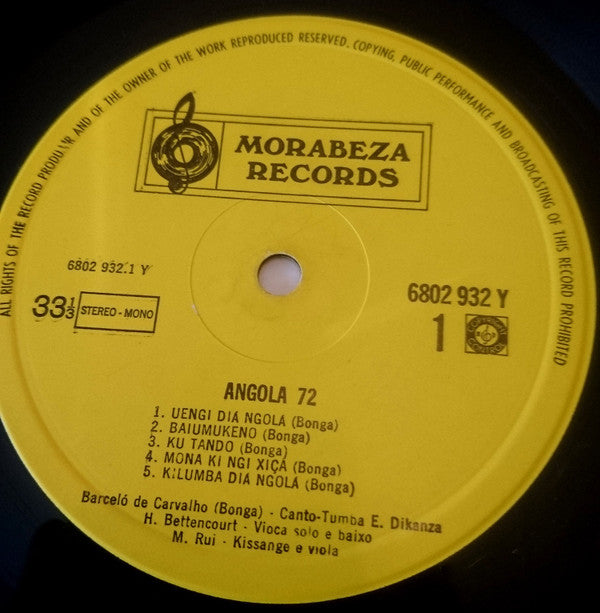 ALL RIGHTS OF THE RECORD PRODU\\'R AND OF THE OWNER OF THE WORK REPRODUCED RESERVED. COPYING, PUBLIC PERFORMANCE AND BROADCASTING OF THIS RECORD PROHIBITED
MORABEZA
RECORDS
6802 932.1 Y
33 1/3 STEREO - MONO
6802 932 Y
1
ANGOLA 72
1. UENGI DIA NGOLA (Bonga)
2. BAIUMUKENO (Bonga)
3. KU TANDO (Bonga)
4. MONA KI NGI XIÇA (Bonga)
5. KILUMBA DIA NGOLA (Bonga)
Barceló de Carvalho (Bonga) - Canto-Tumba E. Dikanza
H. Bettencourt - Vioca solo e baixo
M. Rui - Kissange e viola